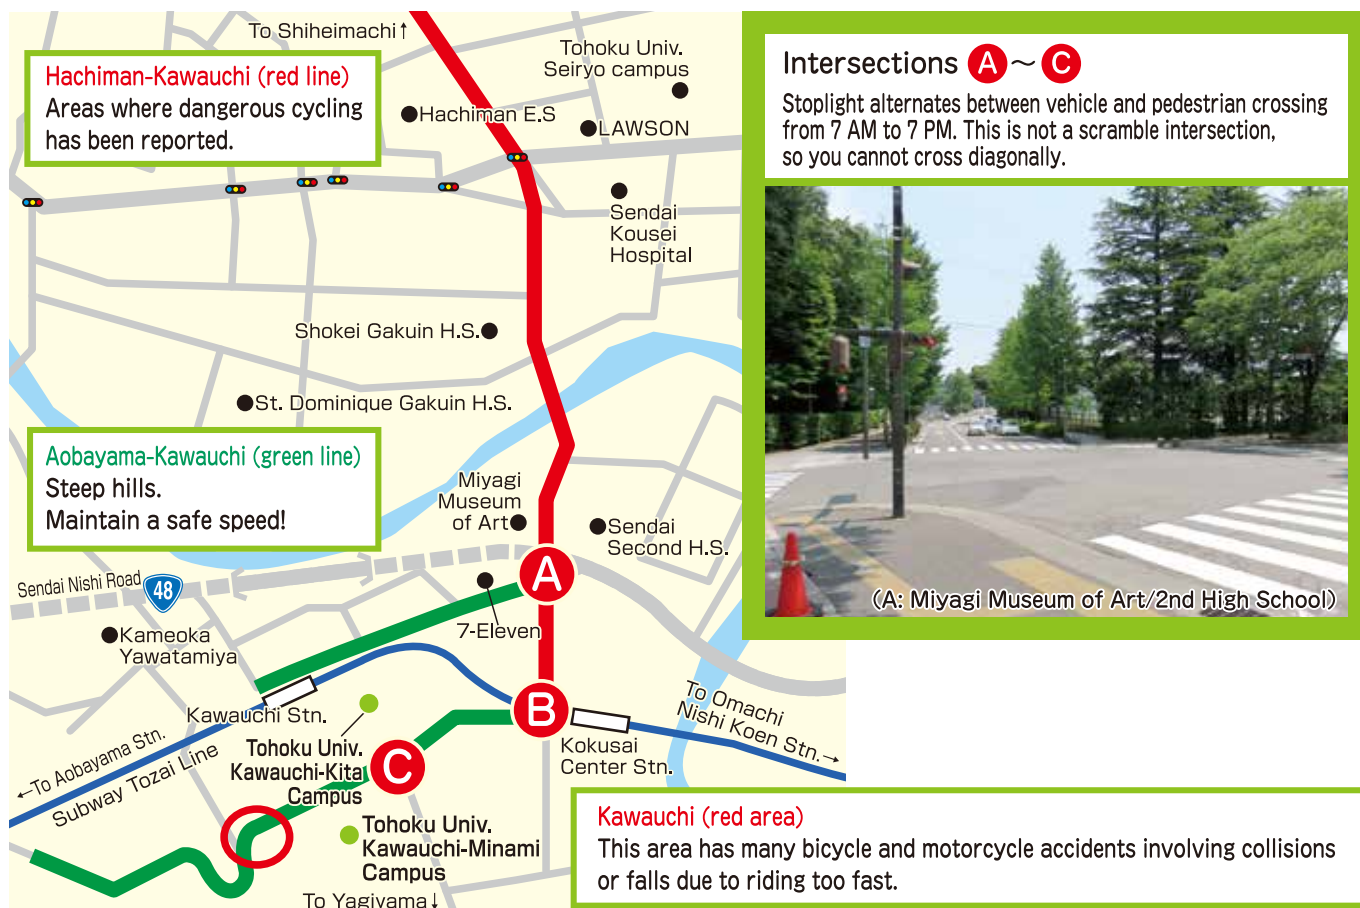 To Shiheimachi↑
Hachiman-Kawauchi (red line)
Areas where dangerous cycling
has been reported.
Tohoku Univ.
Seiryo campus
Hachiman E.S
LAWSON
Sendai
Kousei
Hospital
Shokei Gakuin H.S.
St. Dominique Gakuin H.S.
Aobayama-Kawauchi (green line)
Steep hills.
Maintain a safe speed!
Miyagi
Museum
of Art
Sendai
Second H.S.
Sendai Nishi Road
48
A
7-Eleven
Kameoka
Yawatamiya
Kawauchi Stn.
B
To Omachi
Nishi Koen Stn.→
Kokusai
Center Stn.
←To Aobayama Stn.
Subway Tozai Line
Tohoku Univ.
Kawauchi-Kita
Campus
C
Tohoku Univ.
Kawauchi-Minami
Campus
To Yagiyama↓
Intersections A～C
Stoplight alternates between vehicle and pedestrian crossing
from 7 AM to 7 PM. This is not a scramble intersection,
so you cannot cross diagonally.
(A: Miyagi Museum of Art/2nd High School)
Kawauchi (red area)
This area has many bicycle and motorcycle accidents involving collisions
or falls due to riding too fast.